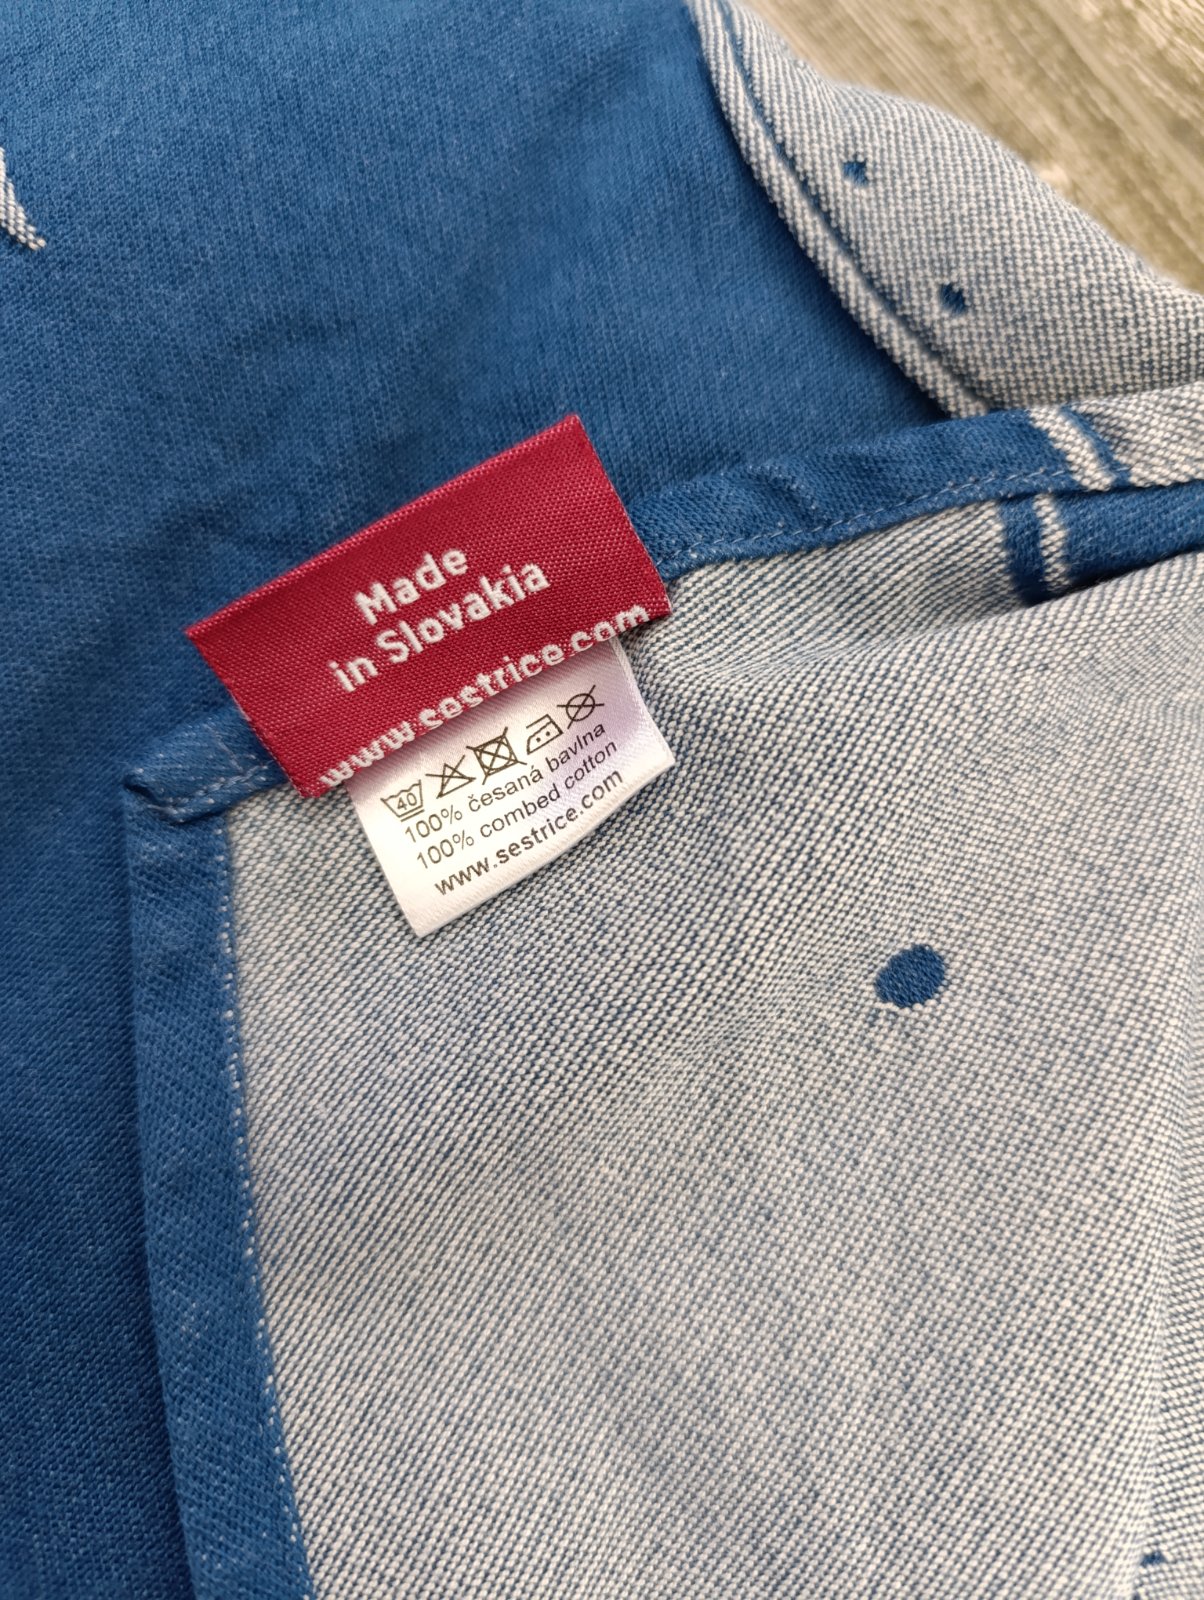 Made
in Slovakia
www.sestrice.com
40
100% česaná bavlna
100% combed cotton
www.sestrice.com